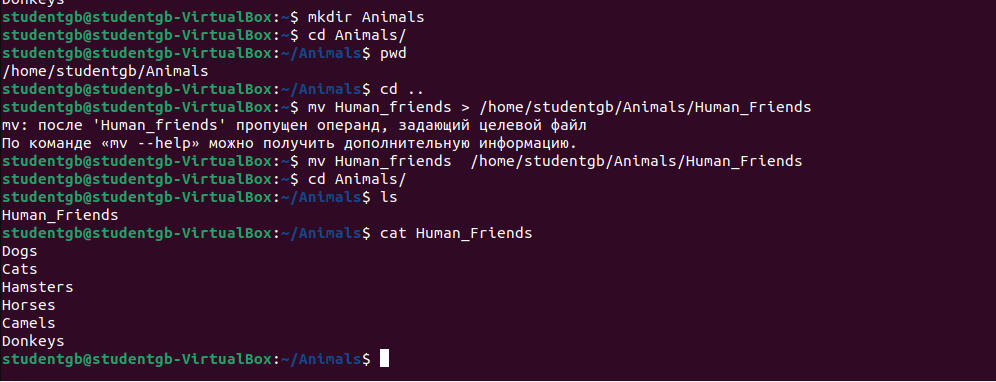 Donkeys
studentgb@studentgb-VirtualBox:~$ mkdir Animals
studentgb@studentgb-VirtualBox:~$ cd Animals/
studentgb@studentgb-VirtualBox:~/Animals$ pwd
/home/studentgb/Animals
studentgb@studentgb-VirtualBox:~/Animals$ cd ..
studentgb@studentgb-VirtualBox:~$ mv Human_friends > /home/studentgb/Animals/Human_Friends
mv: после 'Human_friends' пропущен операнд, задающий целевой файл
По команде «mv --help» можно получить дополнительную информацию.
studentgb@studentgb-VirtualBox:~$ mv Human_friends  /home/studentgb/Animals/Human_Friends
studentgb@studentgb-VirtualBox:~$ cd Animals/
studentgb@studentgb-VirtualBox:~/Animals$ ls
Human_Friends
studentgb@studentgb-VirtualBox:~/Animals$ cat Human_Friends
Dogs
Cats
Hamsters
Horses
Camels
Donkeys
studentgb@studentgb-VirtualBox:~/Animals$